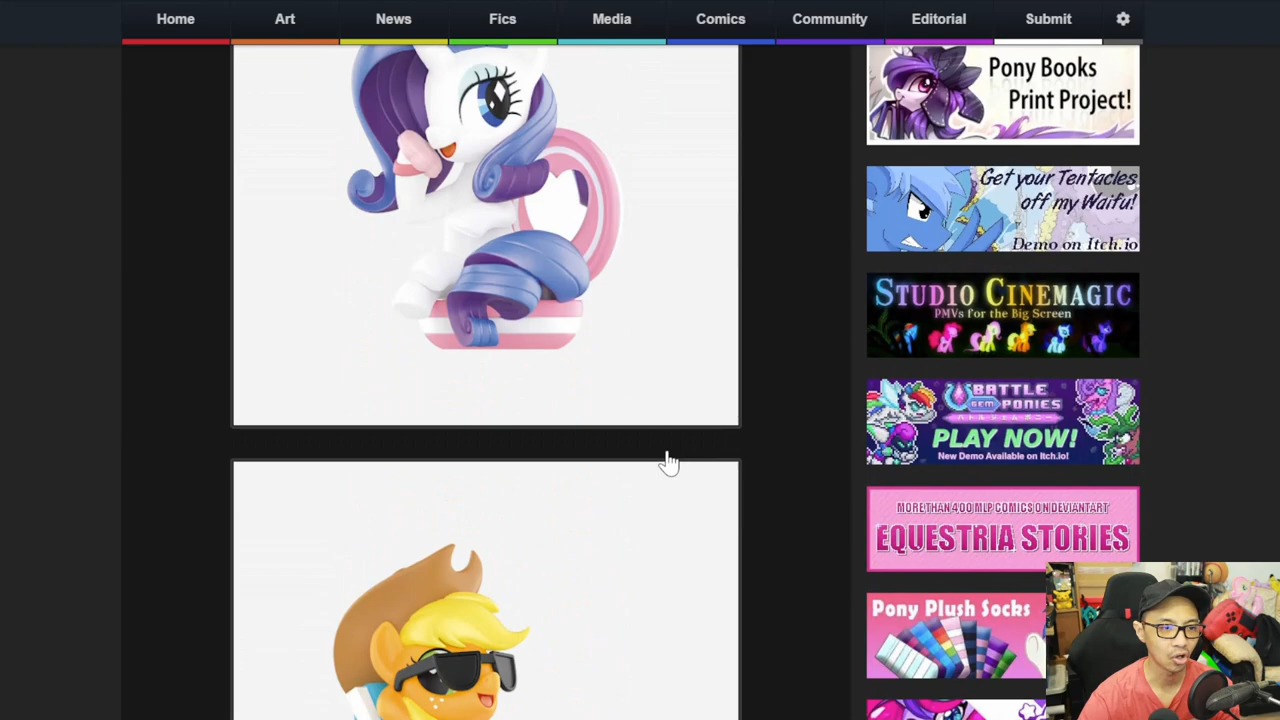 Home
Art
News
Fics
Media
Comics
Community
Editorial
Submit
Pony Books
Print Project!
Get your Tentacles
off my Waifu!
Demo on Itch.io
STUDIO CINEMAGIC
PMVs for the Big Screen
BATTLE
GEM PONIES
PLAY NOW!
New Demo Available on Itch.io!
MORE THAN 400 MLP COMICS ON DEVIANTART
EQUESTRIA STORIES
Pony Plush Socks